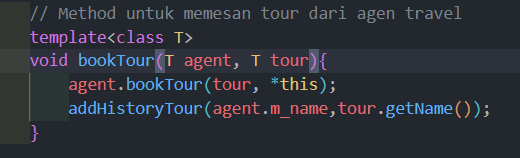 // Method untuk memesan tour dari agen travel
template<class T>
void bookTour(T agent, T tour){
agent.bookTour(tour, *this);
addHistoryTour(agent.m_name,tour.getName());
}